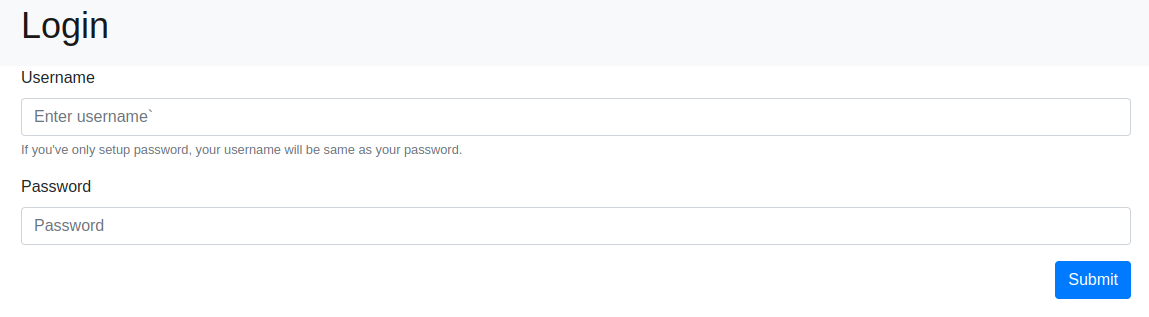 Login
Username
Enter username`
If you've only setup password, your username will be same as your password.
Password
Password
Submit